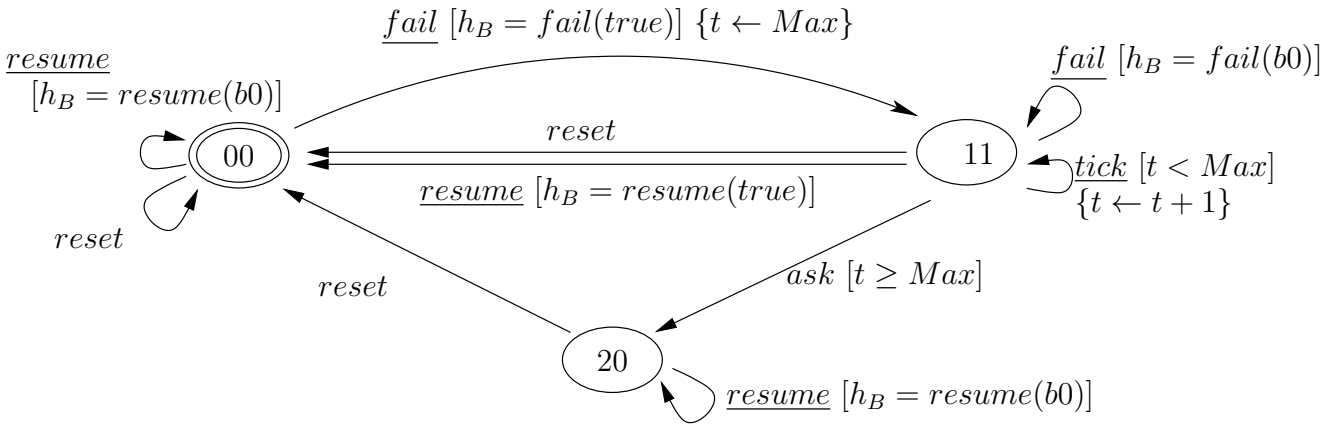 fail [h_B = fail(true)] {t ← Max}
resume
[h_B = resume(b0)]
fail [h_B = fail(b0)]
reset
00
11
tick [t < Max]
{t ← t + 1}
resume [h_B = resume(true)]
reset
ask [t ≥ Max]
reset
20
resume [h_B = resume(b0)]